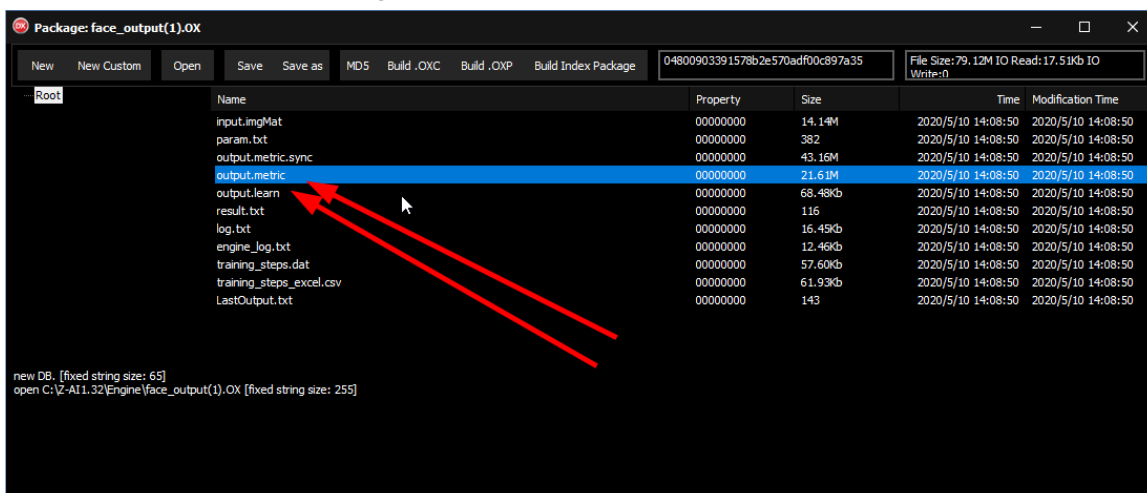 Package: face_output(1).OX
New New Custom Open Save Save as MD5 Build .OXC Build .OXP Build Index Package 04800903391578b2e570adf00c897a35 File Size:79.12M IO Read:17.51Kb IO
Write:0
Root Name Property Size Time Modification Time
input.imgMat 00000000 14.14M 2020/5/10 14:08:50 2020/5/10 14:08:50
param.txt 00000000 382 2020/5/10 14:08:50 2020/5/10 14:08:50
output.metric.sync 00000000 43.16M 2020/5/10 14:08:50 2020/5/10 14:08:50
output.metric 00000000 21.61M 2020/5/10 14:08:50 2020/5/10 14:08:50
output.learn 00000000 68.48Kb 2020/5/10 14:08:50 2020/5/10 14:08:50
result.txt 00000000 116 2020/5/10 14:08:50 2020/5/10 14:08:50
log.txt 00000000 16.45Kb 2020/5/10 14:08:50 2020/5/10 14:08:50
engine_log.txt 00000000 12.46Kb 2020/5/10 14:08:50 2020/5/10 14:08:50
training_steps.dat 00000000 57.60Kb 2020/5/10 14:08:50 2020/5/10 14:08:50
training_steps_excel.csv 00000000 61.93Kb 2020/5/10 14:08:50 2020/5/10 14:08:50
LastOutput.txt 00000000 143 2020/5/10 14:08:50 2020/5/10 14:08:50
new DB. [fixed string size: 65]
open C:\Z-AI1.32\Engine\face_output(1).OX [fixed string size: 255]